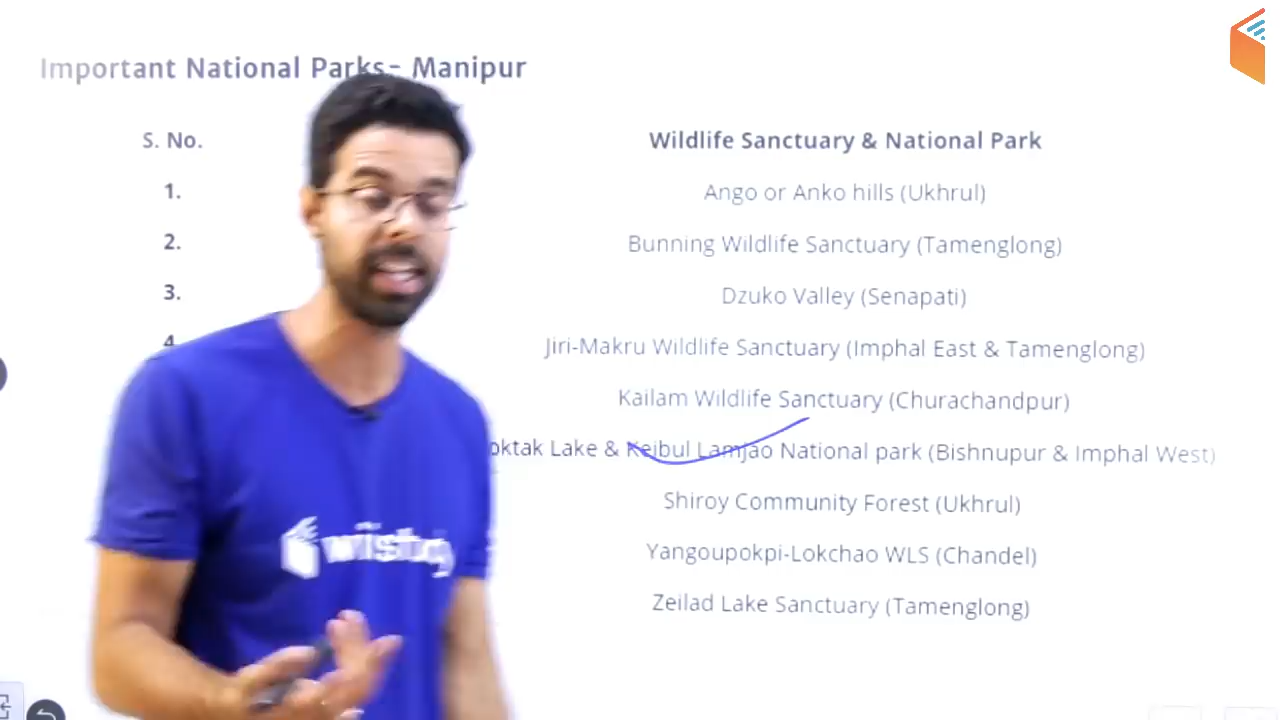 Important National Parks- Manipur
S. No. Wildlife Sanctuary & National Park
1. Ango or Anko hills (Ukhrul)
2. Bunning Wildlife Sanctuary (Tamenglong)
3. Dzuko Valley (Senapati)
4. Jiri-Makru Wildlife Sanctuary (Imphal East & Tamenglong)
Kailam Wildlife Sanctuary (Churachandpur)
oktak Lake & Keibul Lamjao National park (Bishnupur & Imphal West)
Shiroy Community Forest (Ukhrul)
Yangoupokpi-Lokchao WLS (Chandel)
Zeilad Lake Sanctuary (Tamenglong)